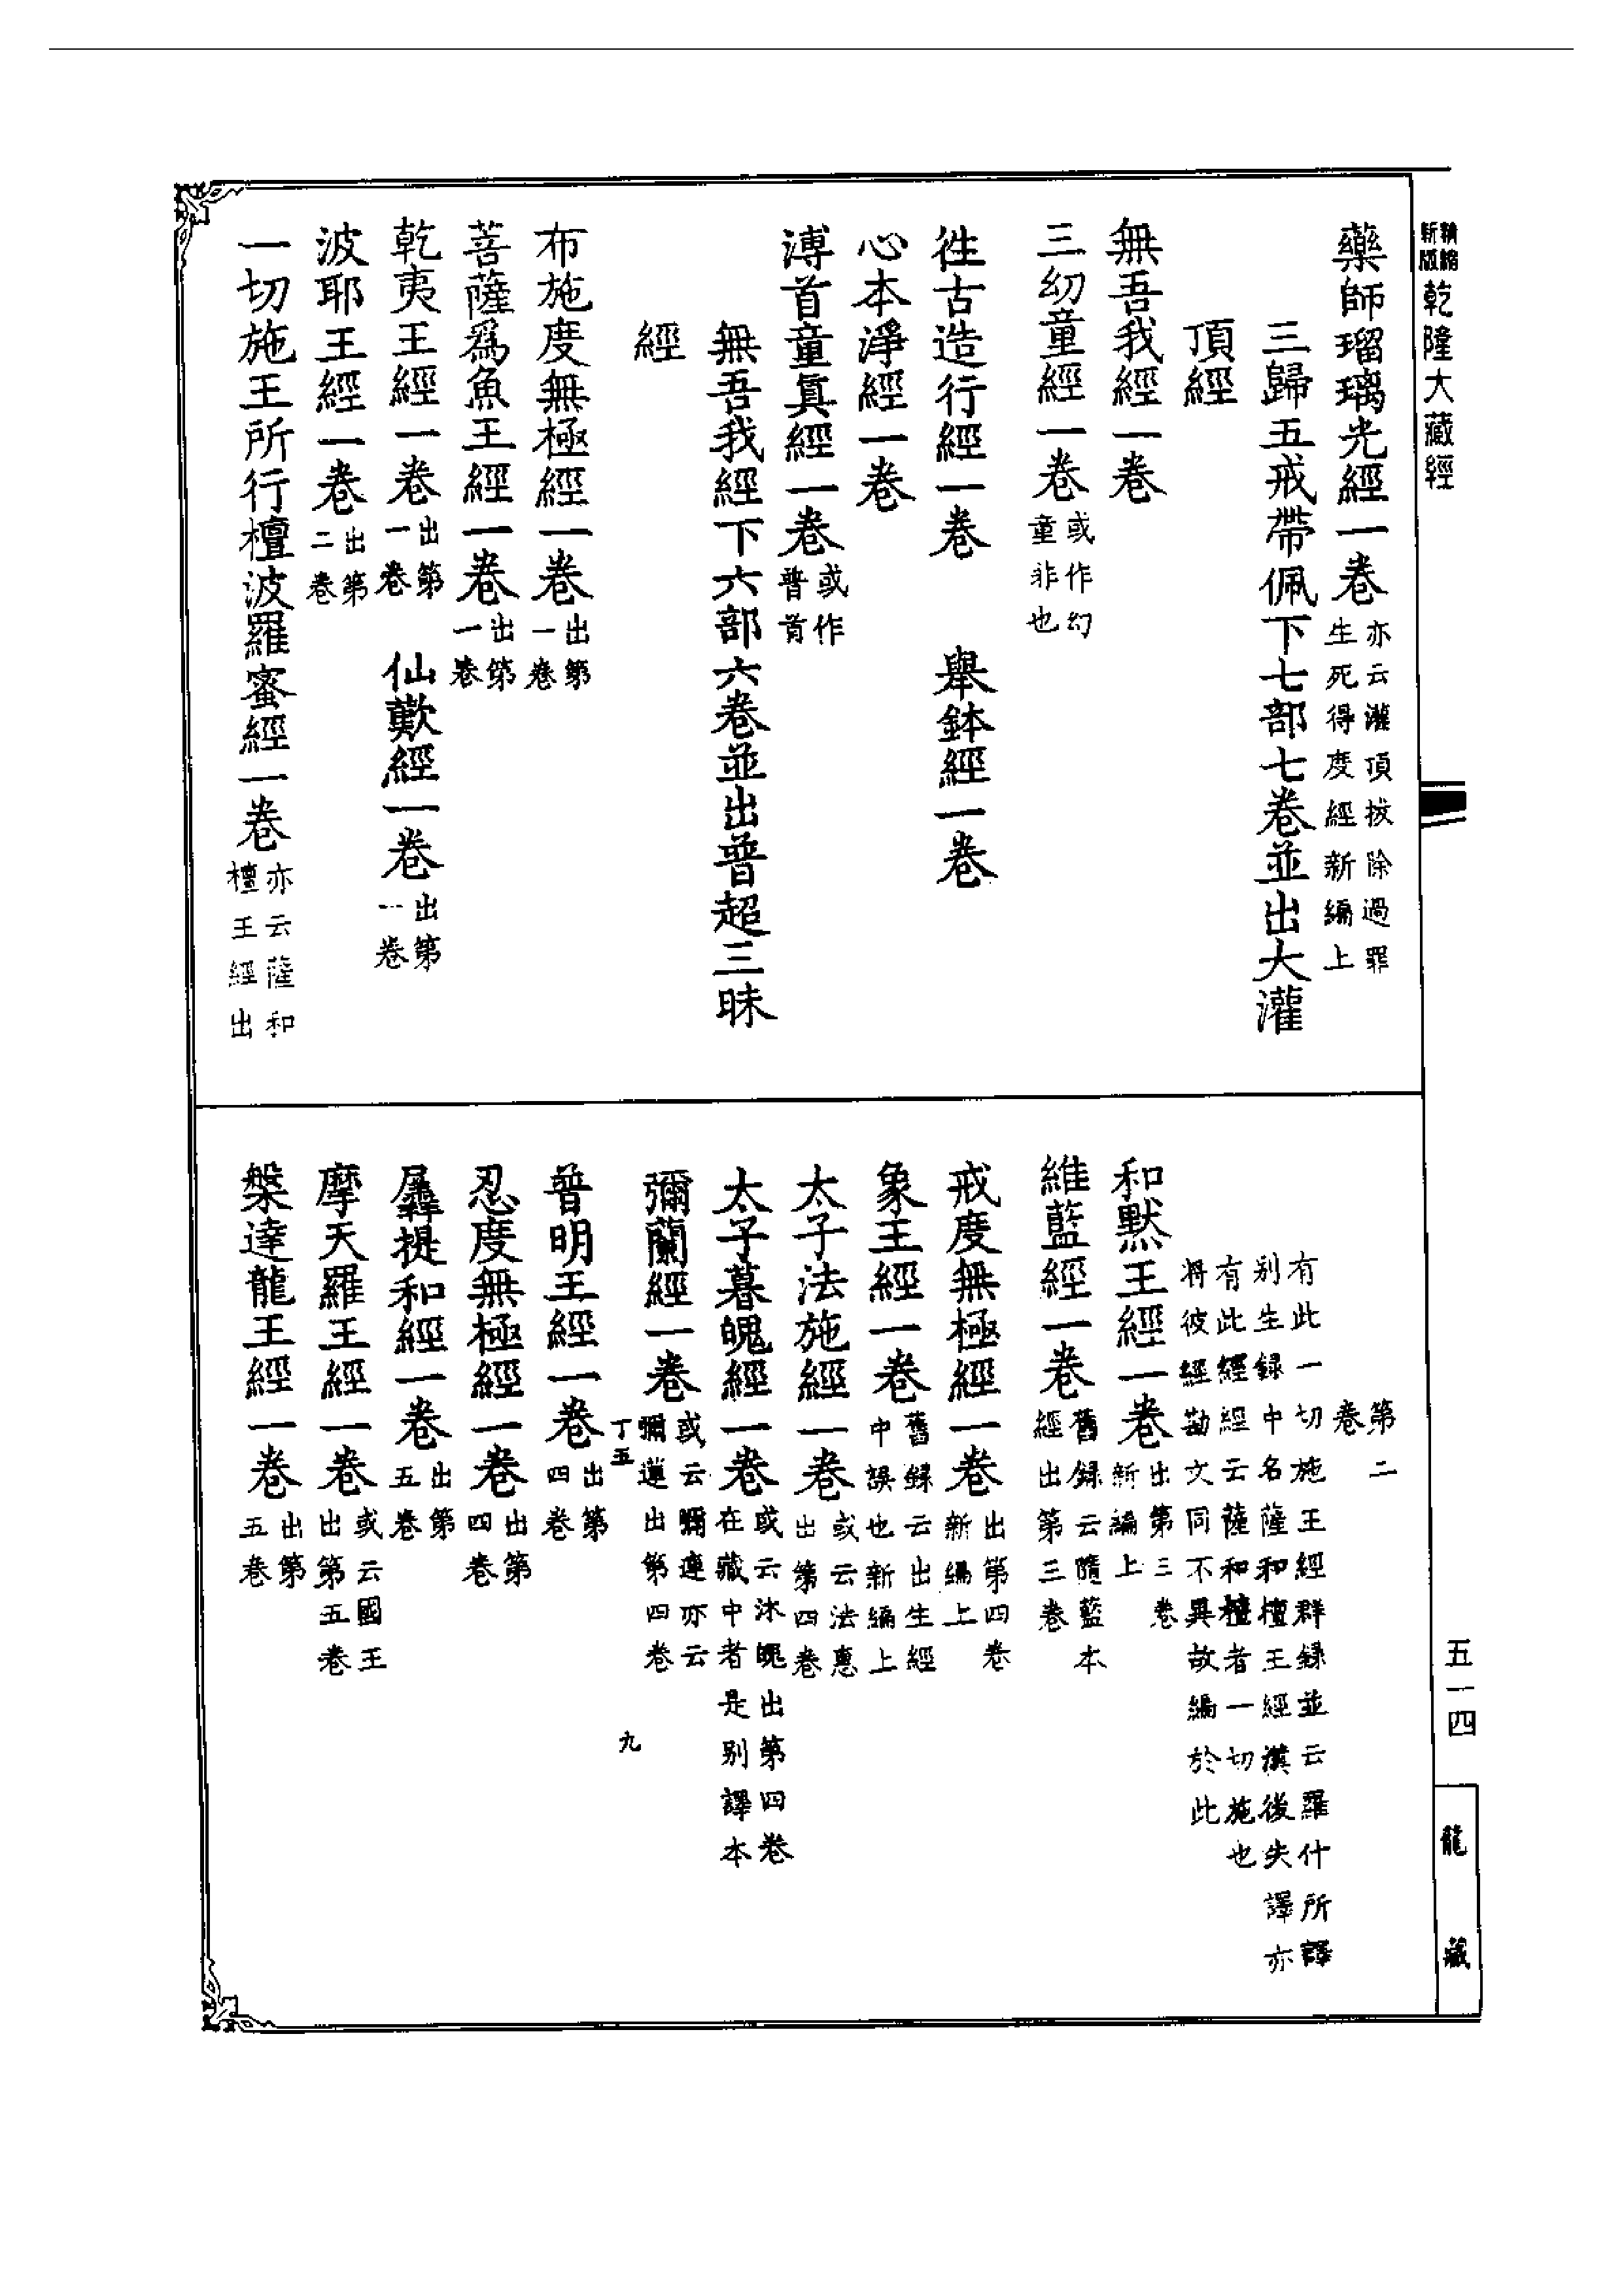 新編縮版 乾隆大藏經
藥師瑠璃光經一卷亦云灌頂拔除過罪生死得度經新編上
三歸五戒帶佩下七部七卷並出大灌
頂經
無吾我經一卷
三幼童經一卷或作幻童非也
徃古造行經一卷 舉鉢經一卷
心本淨經一卷
溥首童真經一卷或作普首
無吾我經下六部六卷並出普超三昧
經
布施度無極經一卷出第一卷
菩薩爲魚王經一卷出第一卷
乾夷王經一卷出第一卷 仙歎經一卷出第一卷
波耶王經一卷出第二卷
一切施王所行檀波羅蜜經一卷亦云薩和檀王經出
第二卷
有此一切施王經群録並云羅什所譯
别生録中名薩和檀王經漢後失譯亦
有此經經云薩和檀者一切施也
将彼經勘文同不異故編於此
和默王經一卷出第三卷新編上
維藍經一卷舊録云隨藍本經出第三卷
戒度無極經一卷出第四卷新編上
象王經一卷舊録云出生經中誤也新編上
太子法施經一卷或云法惠出第四卷
太子暮魄經一卷或云沐魄出第四卷在藏中者是别譯本
彌蘭經一卷或云彌連亦云彌蓮出第四卷
丁五 九
普明王經一卷出第四卷
忍度無極經一卷出第四卷
羼提和經一卷出第五卷
摩天羅王經一卷或云國王出第五卷
槃達龍王經一卷出第五卷
五一四
龍藏